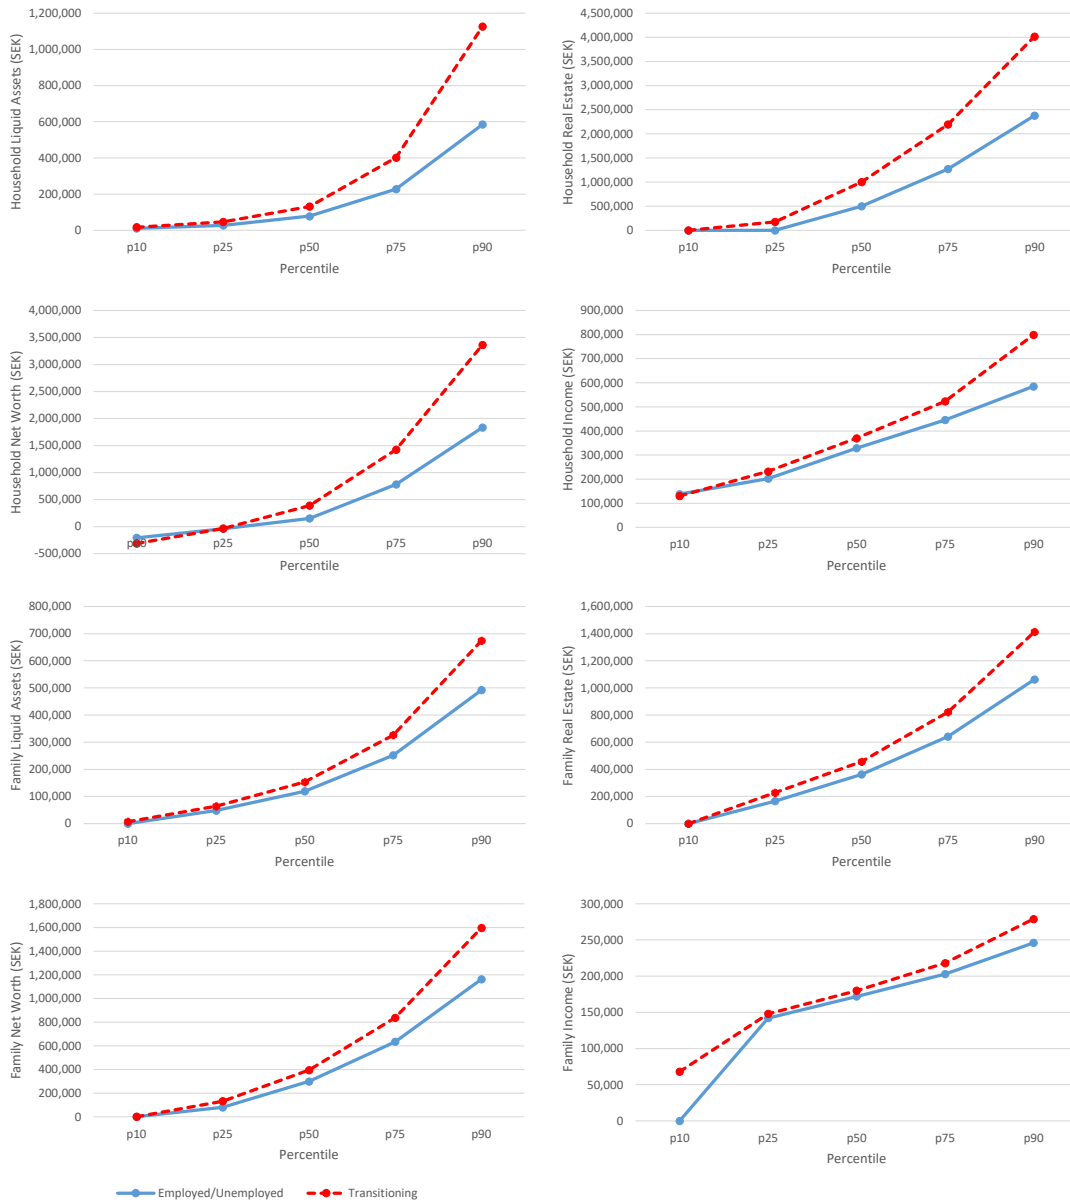 Household Liquid Assets (SEK)
1,200,000
1,000,000
800,000
600,000
400,000
200,000
0
p10 p25 p50 p75 p90
Percentile
Household Real Estate (SEK)
4,500,000
4,000,000
3,500,000
3,000,000
2,500,000
2,000,000
1,500,000
1,000,000
500,000
0
p10 p25 p50 p75 p90
Percentile
Household Net Worth (SEK)
4,000,000
3,500,000
3,000,000
2,500,000
2,000,000
1,500,000
1,000,000
500,000
0
-500,000
p10 p25 p50 p75 p90
Percentile
Household Income (SEK)
900,000
800,000
700,000
600,000
500,000
400,000
300,000
200,000
100,000
0
p10 p25 p50 p75 p90
Percentile
Family Liquid Assets (SEK)
800,000
700,000
600,000
500,000
400,000
300,000
200,000
100,000
0
p10 p25 p50 p75 p90
Percentile
Family Real Estate (SEK)
1,600,000
1,400,000
1,200,000
1,000,000
800,000
600,000
400,000
200,000
0
p10 p25 p50 p75 p90
Percentile
Family Net Worth (SEK)
1,800,000
1,600,000
1,400,000
1,200,000
1,000,000
800,000
600,000
400,000
200,000
0
p10 p25 p50 p75 p90
Percentile
Family Income (SEK)
300,000
250,000
200,000
150,000
100,000
50,000
0
p10 p25 p50 p75 p90
Percentile
Employed/Unemployed Transitioning